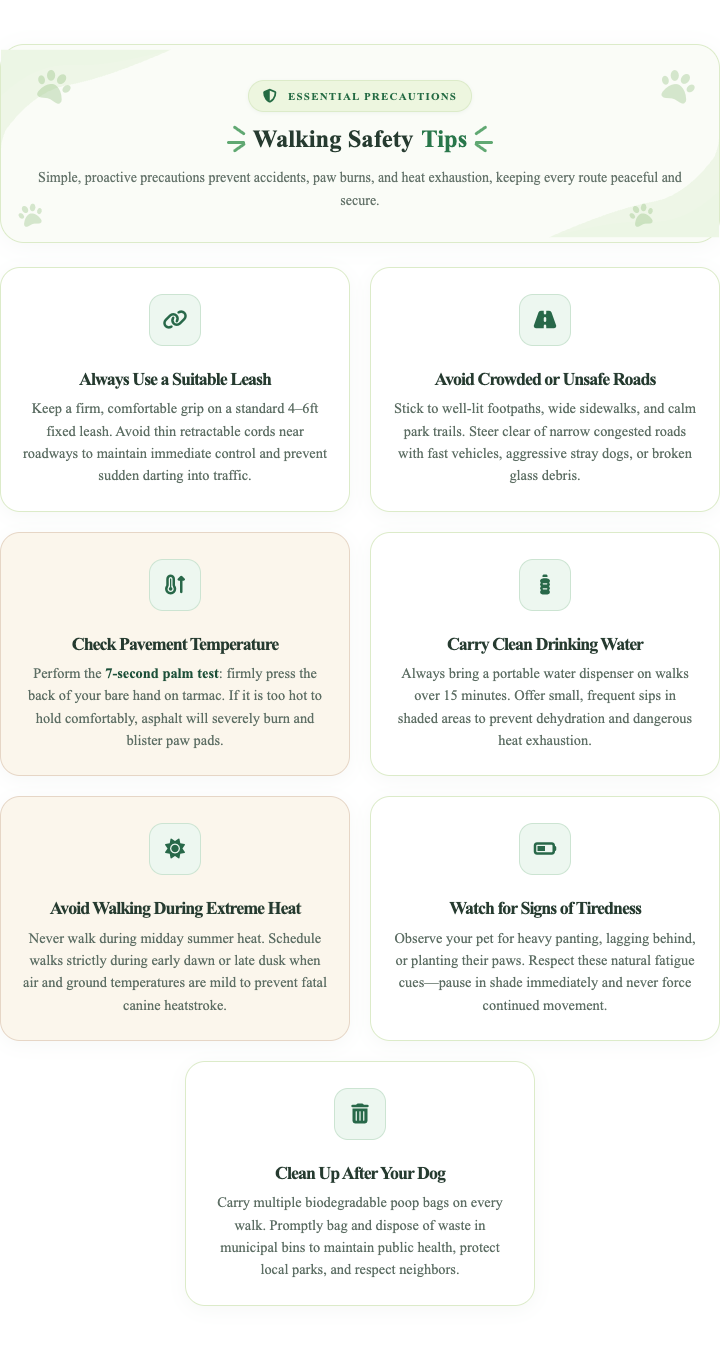 ESSENTIAL PRECAUTIONS
Walking Safety Tips
Simple, proactive precautions prevent accidents, paw burns, and heat exhaustion, keeping every route peaceful and
secure.
Always Use a Suitable Leash
Keep a firm, comfortable grip on a standard 4–6ft
fixed leash. Avoid thin retractable cords near
roadways to maintain immediate control and prevent
sudden darting into traffic.
Avoid Crowded or Unsafe Roads
Stick to well-lit footpaths, wide sidewalks, and calm
park trails. Steer clear of narrow congested roads
with fast vehicles, aggressive stray dogs, or broken
glass debris.
Check Pavement Temperature
Perform the 7-second palm test: firmly press the
back of your bare hand on tarmac. If it is too hot to
hold comfortably, asphalt will severely burn and
blister paw pads.
Carry Clean Drinking Water
Always bring a portable water dispenser on walks
over 15 minutes. Offer small, frequent sips in
shaded areas to prevent dehydration and dangerous
heat exhaustion.
Avoid Walking During Extreme Heat
Never walk during midday summer heat. Schedule
walks strictly during early dawn or late dusk when
air and ground temperatures are mild to prevent fatal
canine heatstroke.
Watch for Signs of Tiredness
Observe your pet for heavy panting, lagging behind,
or planting their paws. Respect these natural fatigue
cues—pause in shade immediately and never force
continued movement.
Clean Up After Your Dog
Carry multiple biodegradable poop bags on every
walk. Promptly bag and dispose of waste in
municipal bins to maintain public health, protect
local parks, and respect neighbors.